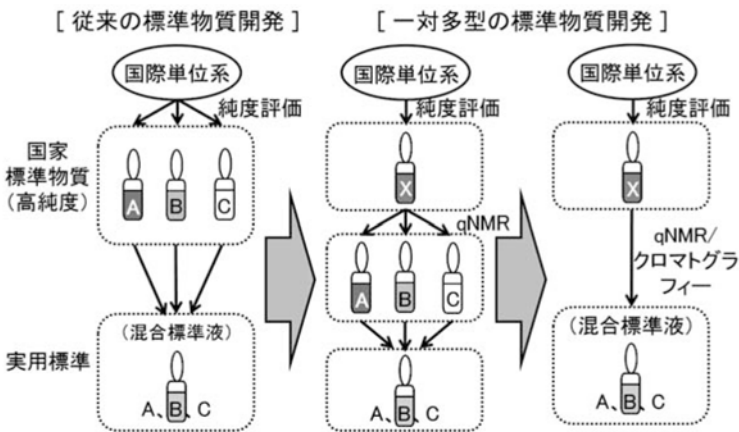 [ 従来の標準物質開発 ]
国際単位系
純度評価
国家
標準物質
(高純度)
A
B
C
実用標準
(混合標準液)
A、B、C
[ 一対多型の標準物質開発 ]
国際単位系
純度評価
X
qNMR
A
B
C
A、B、C
国際単位系
純度評価
X
qNMR/
クロマトグラ
フィー
(混合標準液)
A、B、C